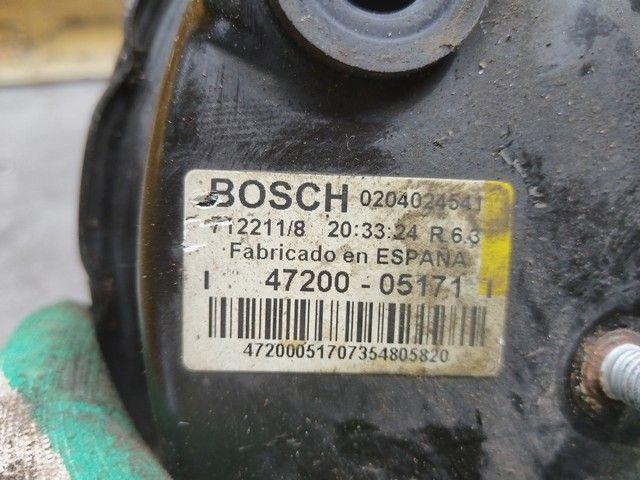 BOSCH 0204024541
712211/8 20:33:24 R 6.3
Fabricado en ESPAÑA
I 47200 - 05171 I
47200051707354805820